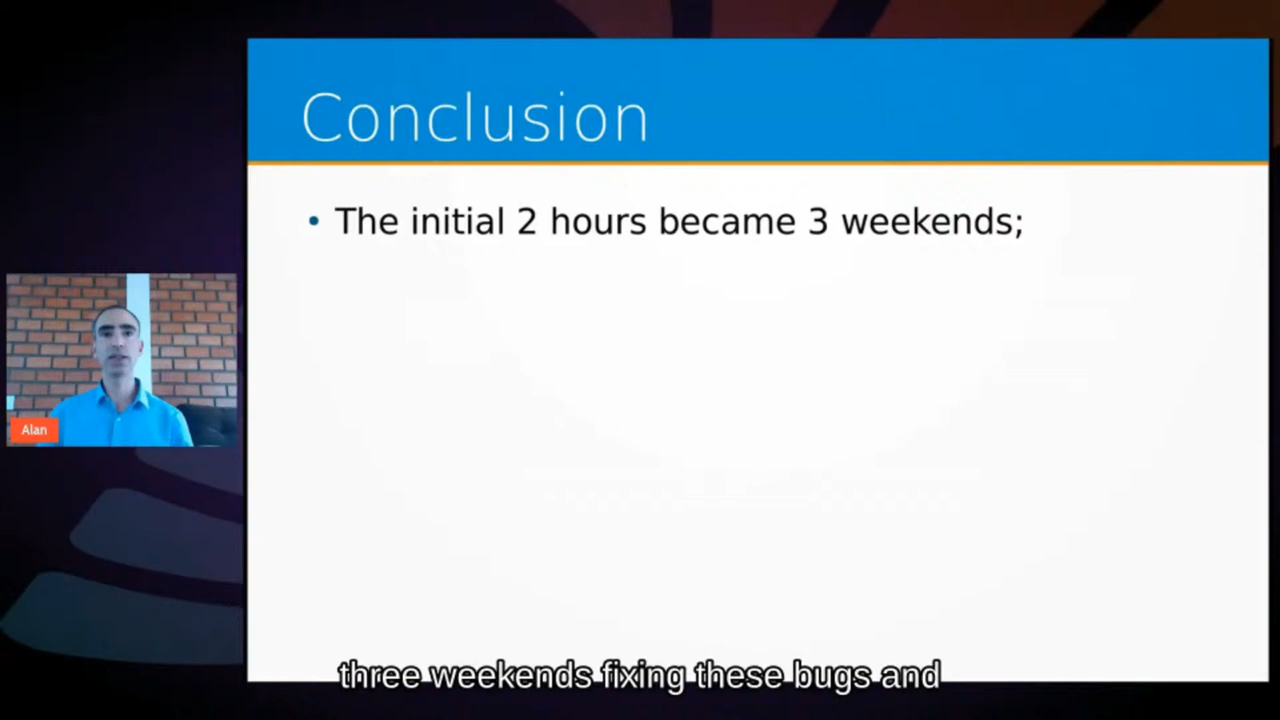 Conclusion
• The initial 2 hours became 3 weekends;
Alan
three weekends fixing these bugs and